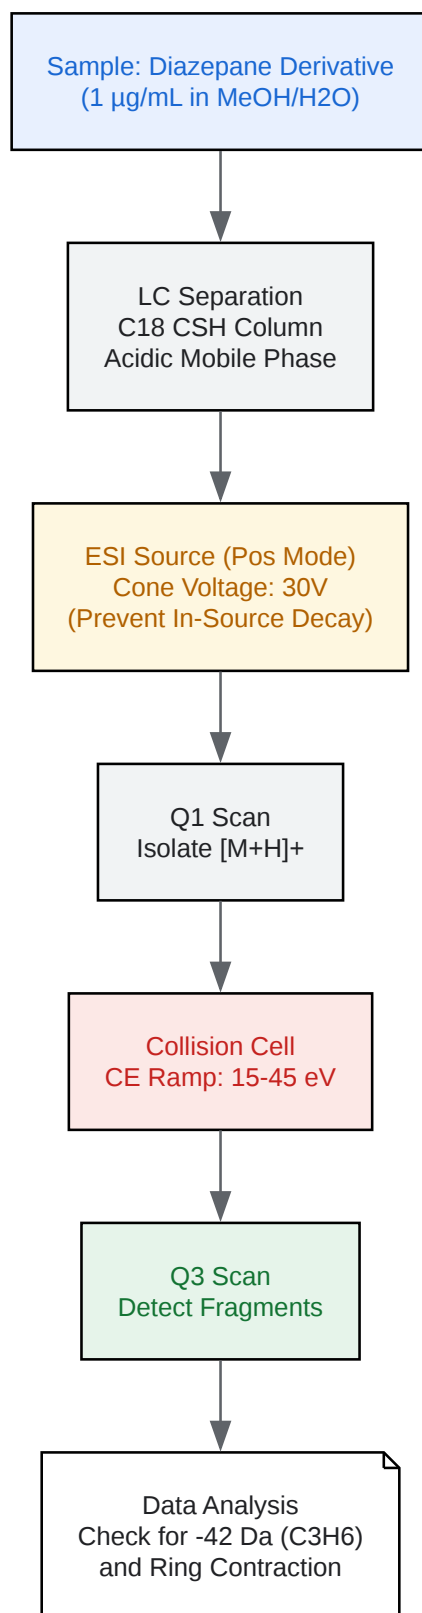 Sample: Diazepane Derivative
(1 µg/mL in MeOH/H2O)
LC Separation
C18 CSH Column
Acidic Mobile Phase
ESI Source (Pos Mode)
Cone Voltage: 30V
(Prevent In-Source Decay)
Q1 Scan
Isolate [M+H]+
Collision Cell
CE Ramp: 15-45 eV
Q3 Scan
Detect Fragments
Data Analysis
Check for -42 Da (C3H6)
and Ring Contraction